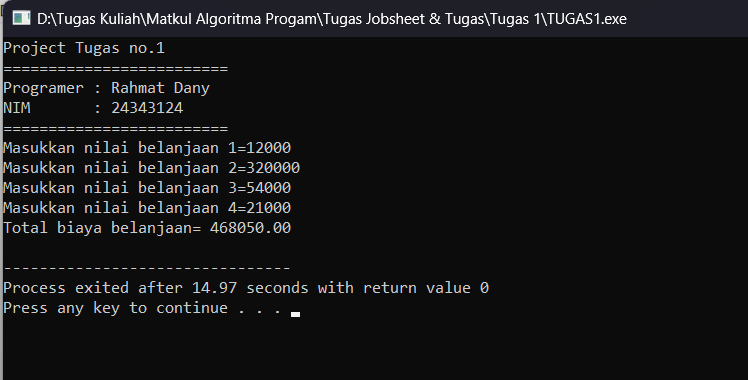 D:\Tugas Kuliah\Matkul Algoritma Progam\Tugas Jobsheet & Tugas\Tugas 1\TUGAS1.exe
Project Tugas no.1
=========================
Programer : Rahmat Dany
NIM       : 24343124
=========================
Masukkan nilai belanjaan 1=12000
Masukkan nilai belanjaan 2=320000
Masukkan nilai belanjaan 3=54000
Masukkan nilai belanjaan 4=21000
Total biaya belanjaan= 468050.00

--------------------------------
Process exited after 14.97 seconds with return value 0
Press any key to continue . . .